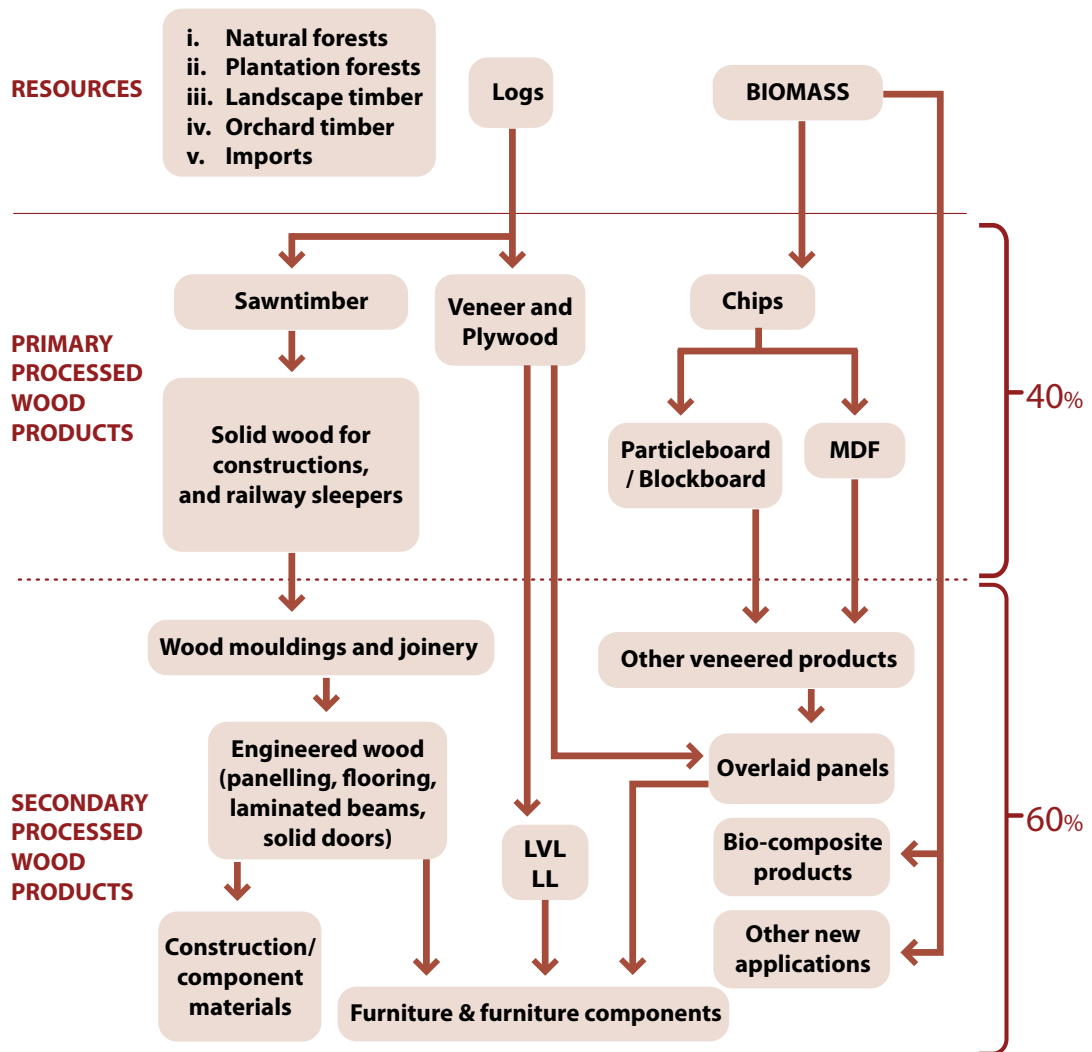 RESOURCES
i. Natural forests
ii. Plantation forests
iii. Landscape timber
iv. Orchard timber
v. Imports
Logs
BIOMASS
PRIMARY
PROCESSED
WOOD
PRODUCTS
Sawntimber
Veneer and
Plywood
Chips
Solid wood for
constructions,
and railway sleepers
Particleboard
/ Blockboard
MDF
40%
SECONDARY
PROCESSED
WOOD
PRODUCTS
Wood mouldings and joinery
Other veneered products
Engineered wood
(panelling, flooring,
laminated beams,
solid doors)
Overlaid panels
LVL
LL
Bio-composite
products
Construction/
component
materials
Other new
applications
Furniture & furniture components
60%